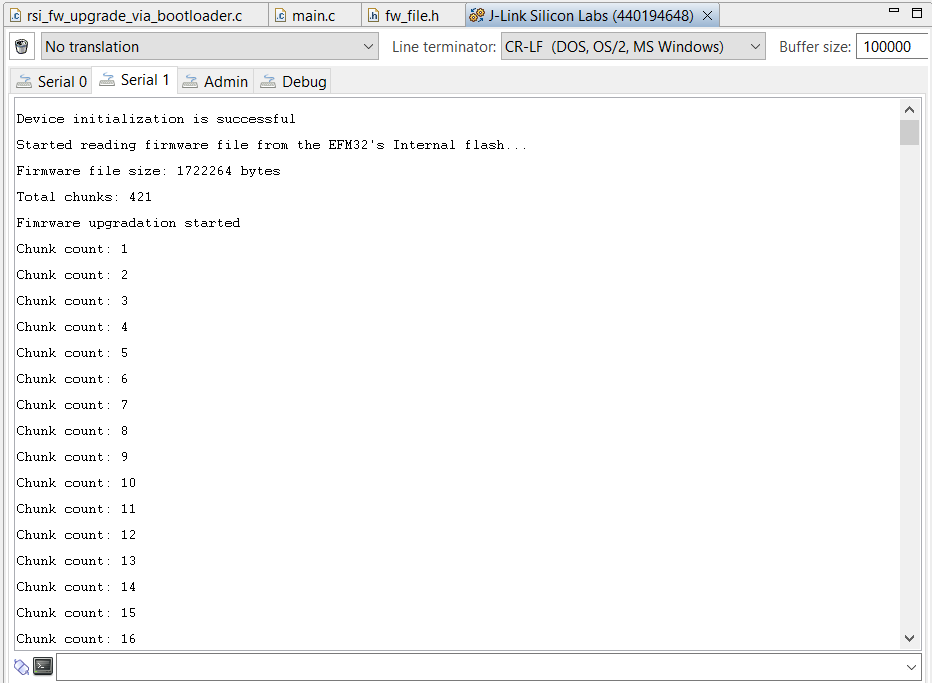 rsi_fw_upgrade_via_bootloader.c main.c fw_file.h J-Link Silicon Labs (440194648)
No translation Line terminator: CR-LF (DOS, OS/2, MS Windows) Buffer size: 100000
Serial 0 Serial 1 Admin Debug
Device initialization is successful
Started reading firmware file from the EFM32's Internal flash...
Firmware file size: 1722264 bytes
Total chunks: 421
Fimrware upgradation started
Chunk count: 1
Chunk count: 2
Chunk count: 3
Chunk count: 4
Chunk count: 5
Chunk count: 6
Chunk count: 7
Chunk count: 8
Chunk count: 9
Chunk count: 10
Chunk count: 11
Chunk count: 12
Chunk count: 13
Chunk count: 14
Chunk count: 15
Chunk count: 16